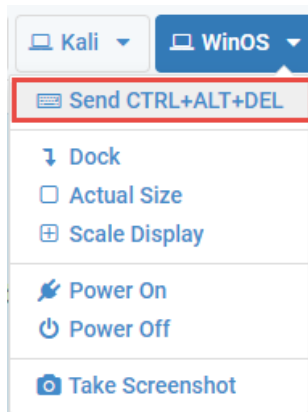 Kali WinOS
Send CTRL+ALT+DEL
Dock
Actual Size
Scale Display
Power On
Power Off
Take Screenshot